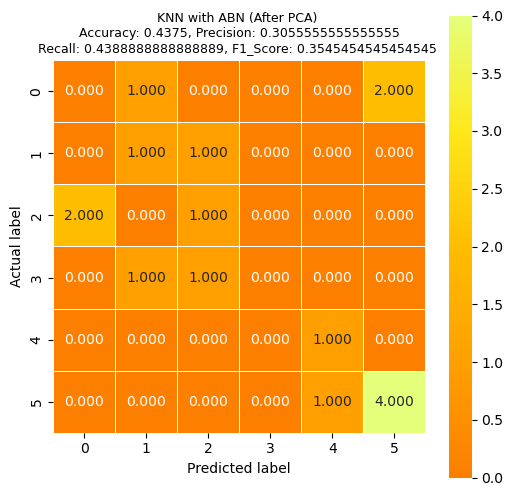 KNN with ABN (After PCA)
Accuracy: 0.4375, Precision: 0.3055555555555555
Recall: 0.4388888888888889, F1_Score: 0.3545454545454545
0 0.000 1.000 0.000 0.000 0.000 2.000
1 0.000 1.000 1.000 0.000 0.000 0.000
2 2.000 0.000 1.000 0.000 0.000 0.000
3 0.000 1.000 1.000 0.000 0.000 0.000
4 0.000 0.000 0.000 0.000 1.000 0.000
5 0.000 0.000 0.000 0.000 1.000 4.000
0 1 2 3 4 5
Predicted label
Actual label
4.0
3.5
3.0
2.5
2.0
1.5
1.0
0.5
0.0